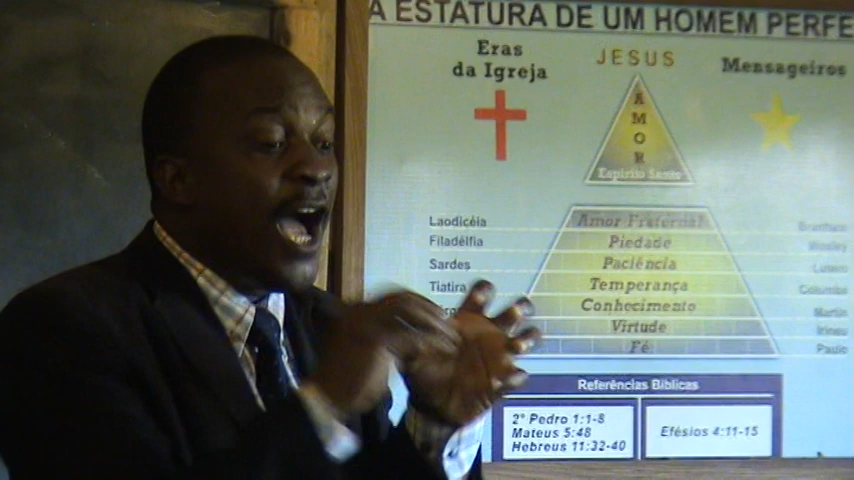 A ESTATURA DE UM HOMEM PERFE
Eras
da Igreja
JESUS
Mensageiros
AMOR
Espírito Santo
Laodicéia
Amor Fraternal
Branham
Filadélfia
Piedade
Wesley
Sardes
Paciência
Lutero
Tiatira
Temperança
Columba
Conhecimento
Martin
Virtude
Irineu
Fé
Paulo
Referências Bíblicas
2° Pedro 1:1-8
Mateus 5:48
Hebreus 11:32-40
Efésios 4:11-15